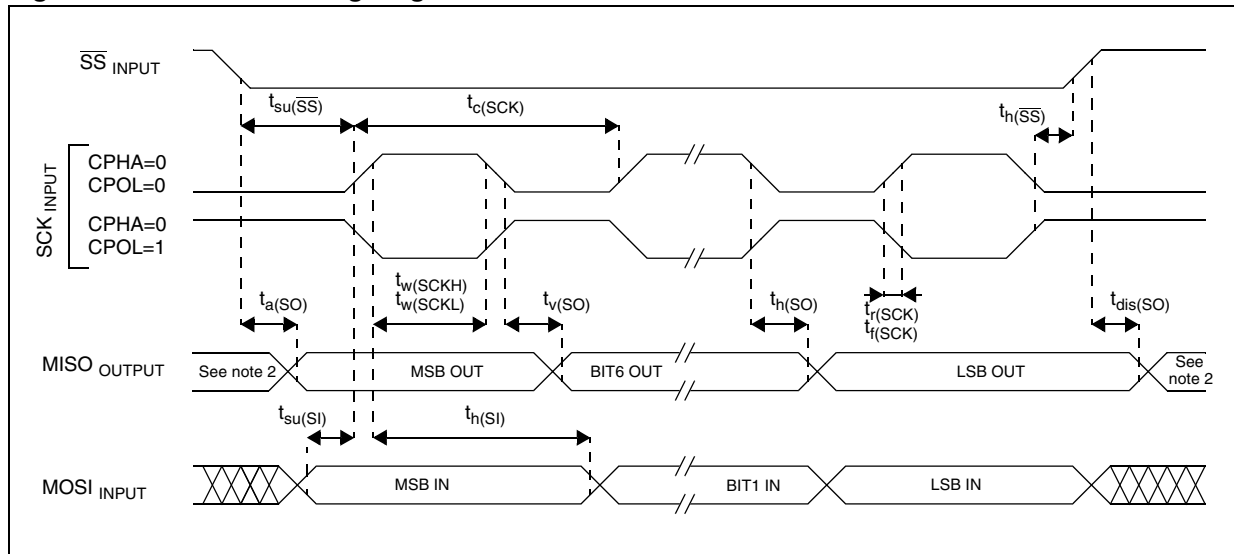 SS INPUT
tsu(SS)
tc(SCK)
th(SS)
SCK INPUT
CPHA=0
CPOL=0
CPHA=0
CPOL=1
ta(SO)
tw(SCKH)
tw(SCKL)
tv(SO)
th(SO)
tr(SCK)
tf(SCK)
tdis(SO)
MISO OUTPUT
See note 2
MSB OUT
BIT6 OUT
LSB OUT
See
note 2
tsu(SI)
th(SI)
MOSI INPUT
MSB IN
BIT1 IN
LSB IN